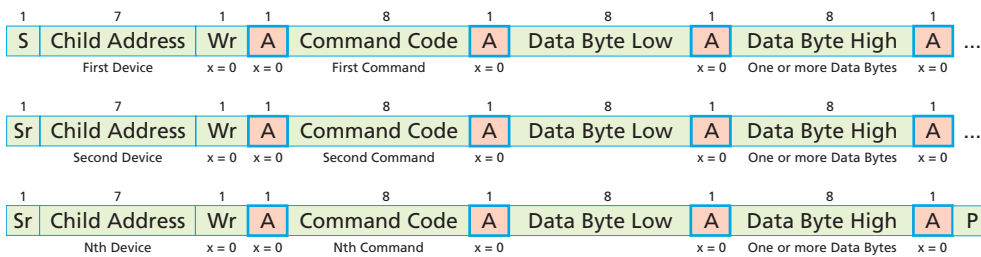 1 7 1 1 8 1 8 1 8 1
S Child Address Wr A Command Code A Data Byte Low A Data Byte High A ...
First Device x = 0 x = 0 First Command x = 0 x = 0 One or more Data Bytes x = 0
1 7 1 1 8 1 8 1 8 1
Sr Child Address Wr A Command Code A Data Byte Low A Data Byte High A ...
Second Device x = 0 x = 0 Second Command x = 0 x = 0 One or more Data Bytes x = 0
1 7 1 1 8 1 8 1 8 1
Sr Child Address Wr A Command Code A Data Byte Low A Data Byte High A P
Nth Device x = 0 x = 0 Nth Command x = 0 x = 0 One or more Data Bytes x = 0